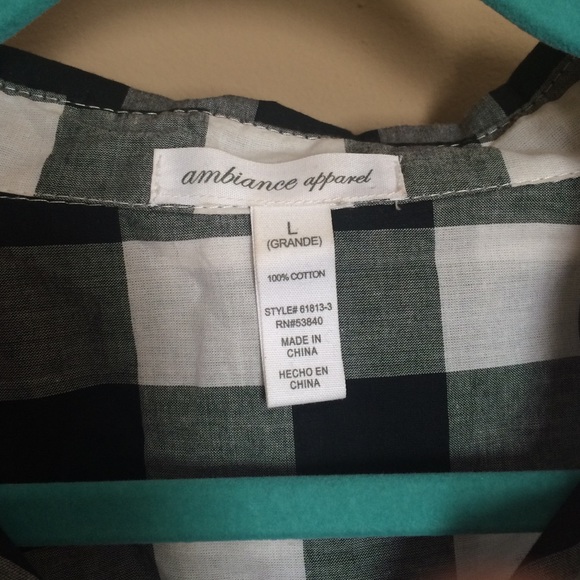 ambiance apparel
L
(GRANDE)
100% COTTON
STYLE# 61813-3
RN#53840
MADE IN
CHINA
HECHO EN
CHINA